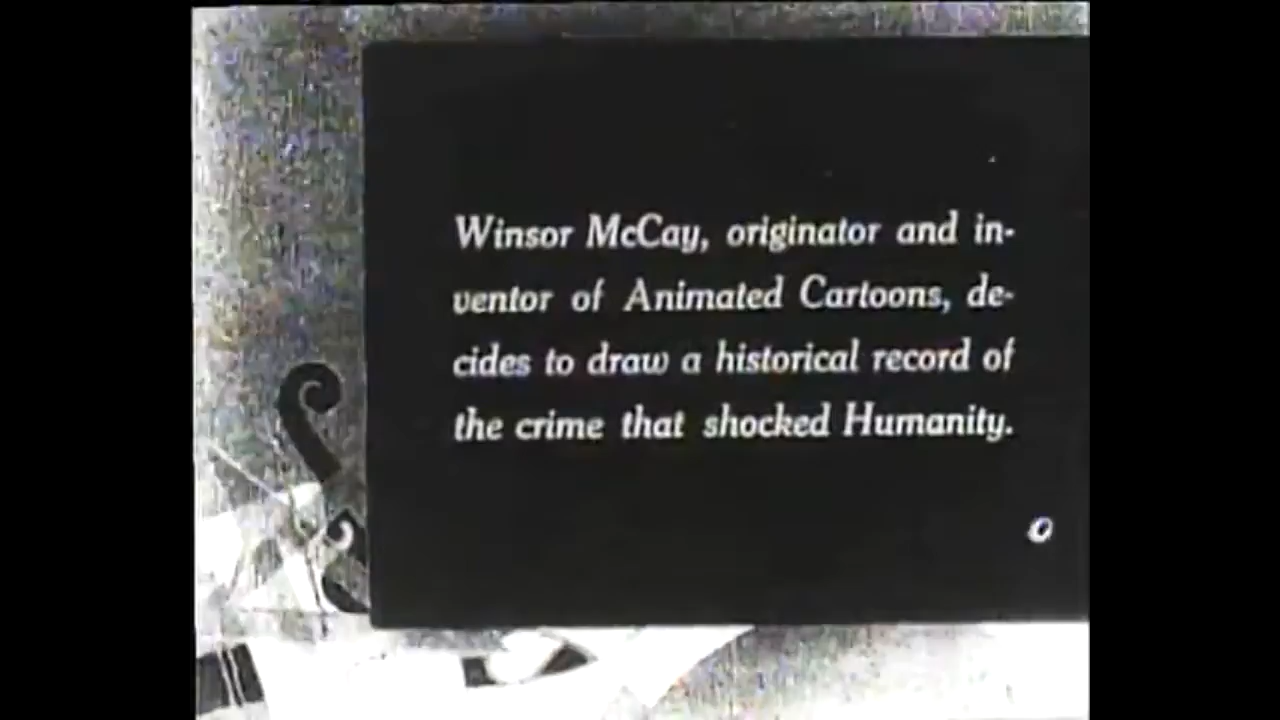 Winsor McCay, originator and in-
ventor of Animated Cartoons, de-
cides to draw a historical record of
the crime that shocked Humanity.